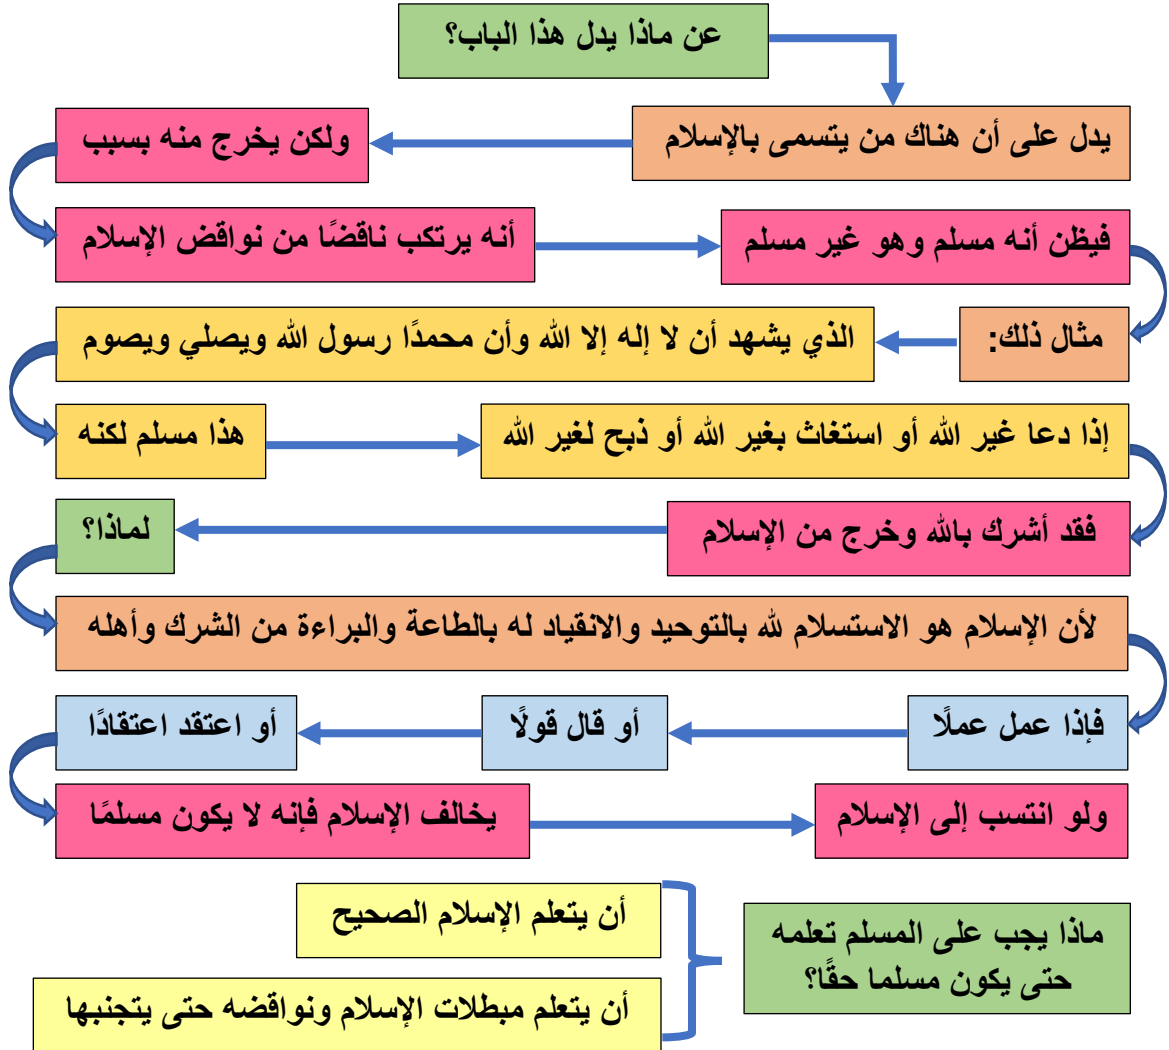 عن ماذا يدل هذا الباب؟
يدل على أن هناك من يتسمى بالإسلام
ولكن يخرج منه بسبب
أنه يرتكب ناقضًا من نواقض الإسلام
فيظن أنه مسلم وهو غير مسلم
مثال ذلك:
الذي يشهد أن لا إله إلا الله وأن محمدًا رسول الله ويصلي ويصوم
هذا مسلم لكنه
إذا دعا غير الله أو استغاث بغير الله أو ذبح لغير الله
فقد أشرك بالله وخرج من الإسلام
لماذا؟
لأن الإسلام هو الاستسلام لله بالتوحيد والانقياد له بالطاعة والبراءة من الشرك وأهله
فإذا عمل عملًا
أو قال قولًا
أو اعتقد اعتقادًا
يخالف الإسلام فإنه لا يكون مسلمًا
ولو انتسب إلى الإسلام
ماذا يجب على المسلم تعلمه
حتى يكون مسلما حقًا؟
أن يتعلم الإسلام الصحيح
أن يتعلم مبطلات الإسلام ونواقضه حتى يتجنبها